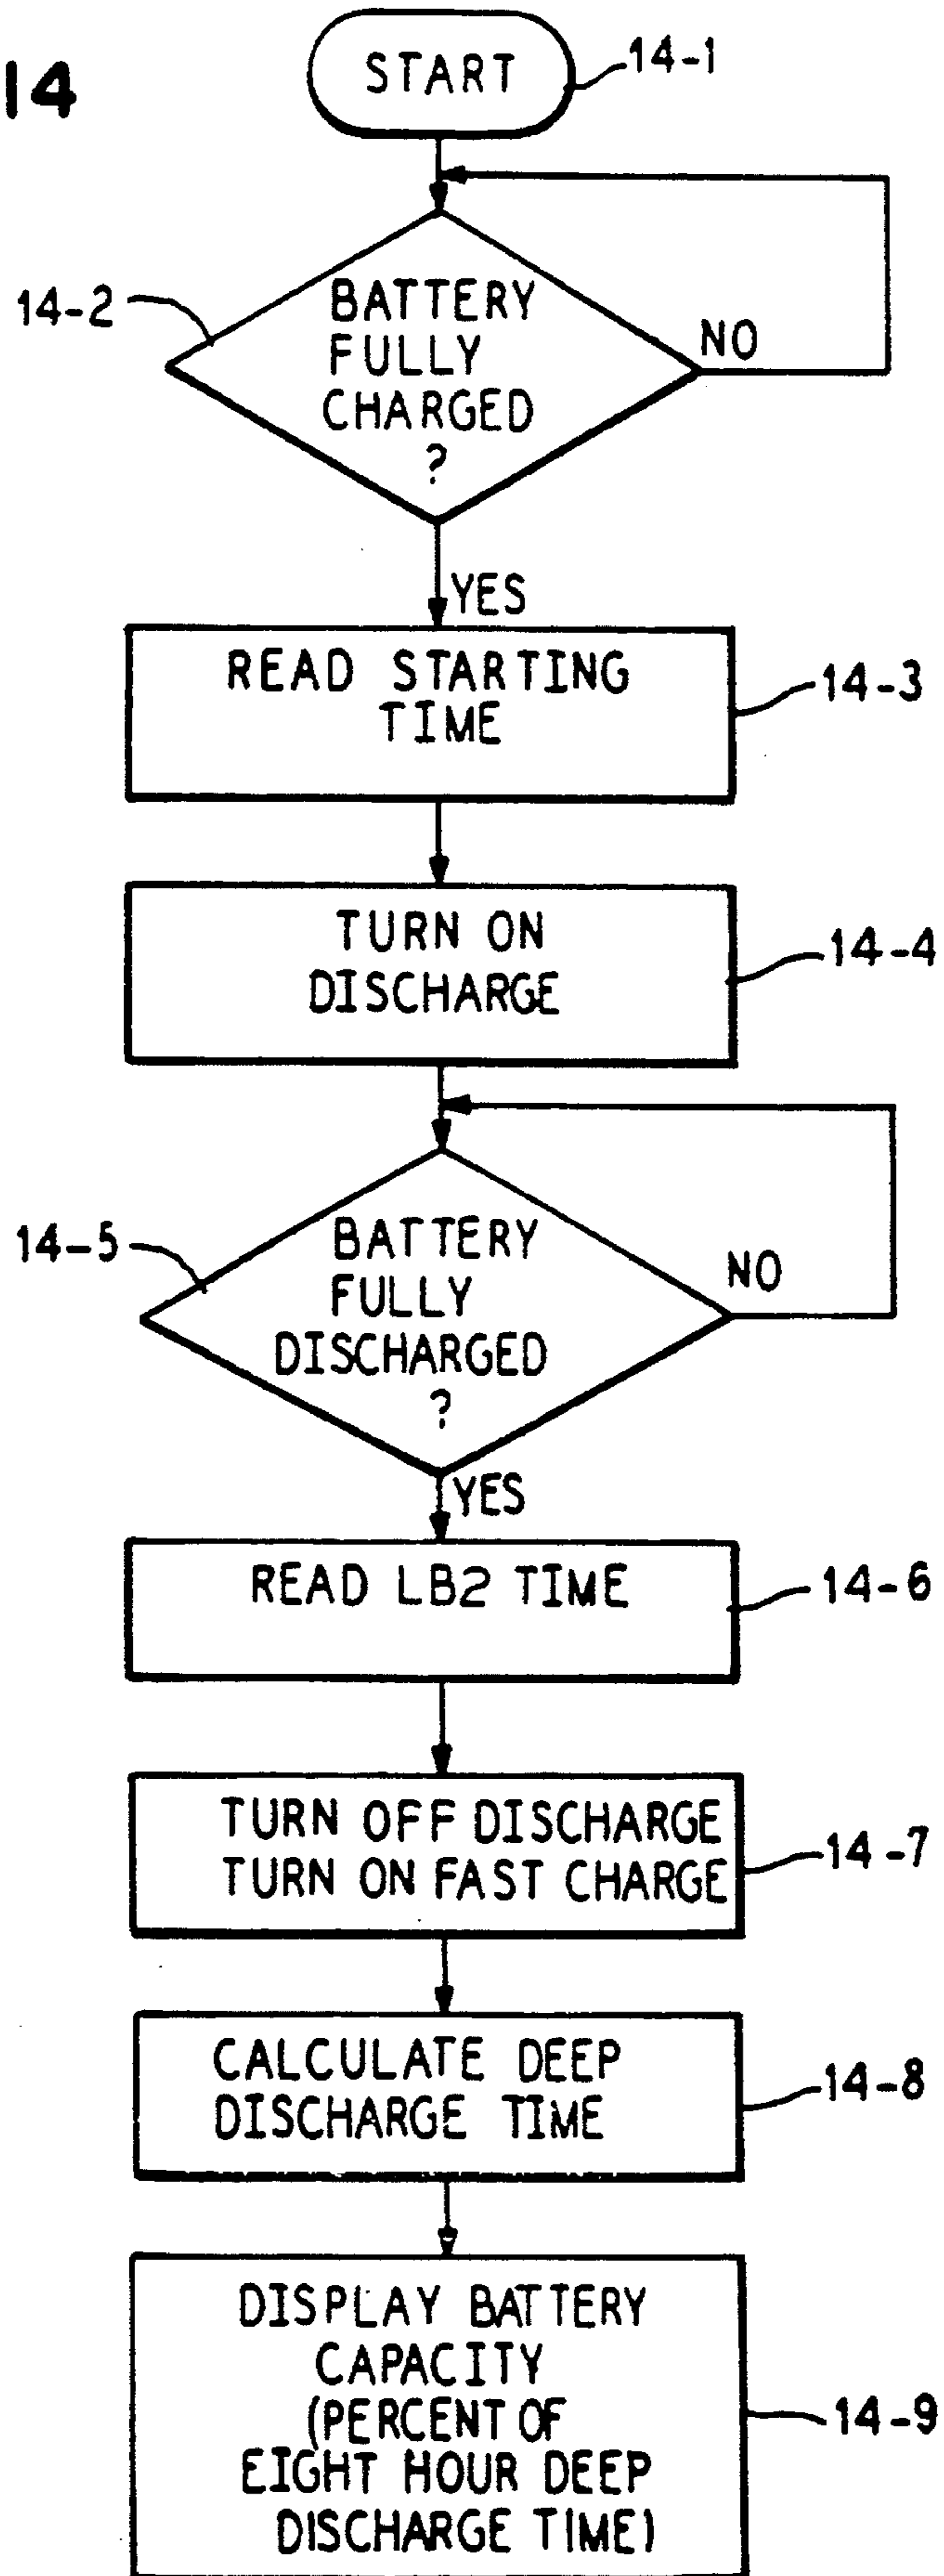 14
START
14-1
14-2
BATTERY
FULLY
CHARGED
?
NO
YES
READ STARTING
TIME
14-3
TURN ON
DISCHARGE
14-4
14-5
BATTERY
FULLY
DISCHARGED
?
NO
YES
READ LB2 TIME
14-6
TURN OFF DISCHARGE
TURN ON FAST CHARGE
14-7
CALCULATE DEEP
DISCHARGE TIME
14-8
DISPLAY BATTERY
CAPACITY
(PERCENT OF
EIGHT HOUR DEEP
DISCHARGE TIME)
14-9